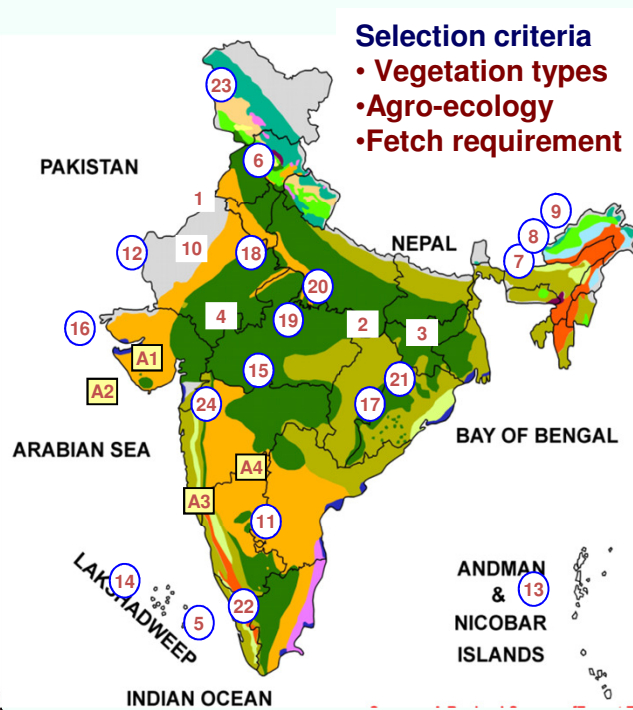 Selection criteria
• Vegetation types
•Agro-ecology
•Fetch requirement
23
PAKISTAN
6
1
9
8
12
10
18
NEPAL
7
20
16
4
19
2
3
A1
15
21
A2
24
17
ARABIAN SEA
BAY OF BENGAL
A4
A3
11
LAKSHADWEEP
14
5
22
ANDMAN
13
&
NICOBAR
ISLANDS
INDIAN OCEAN